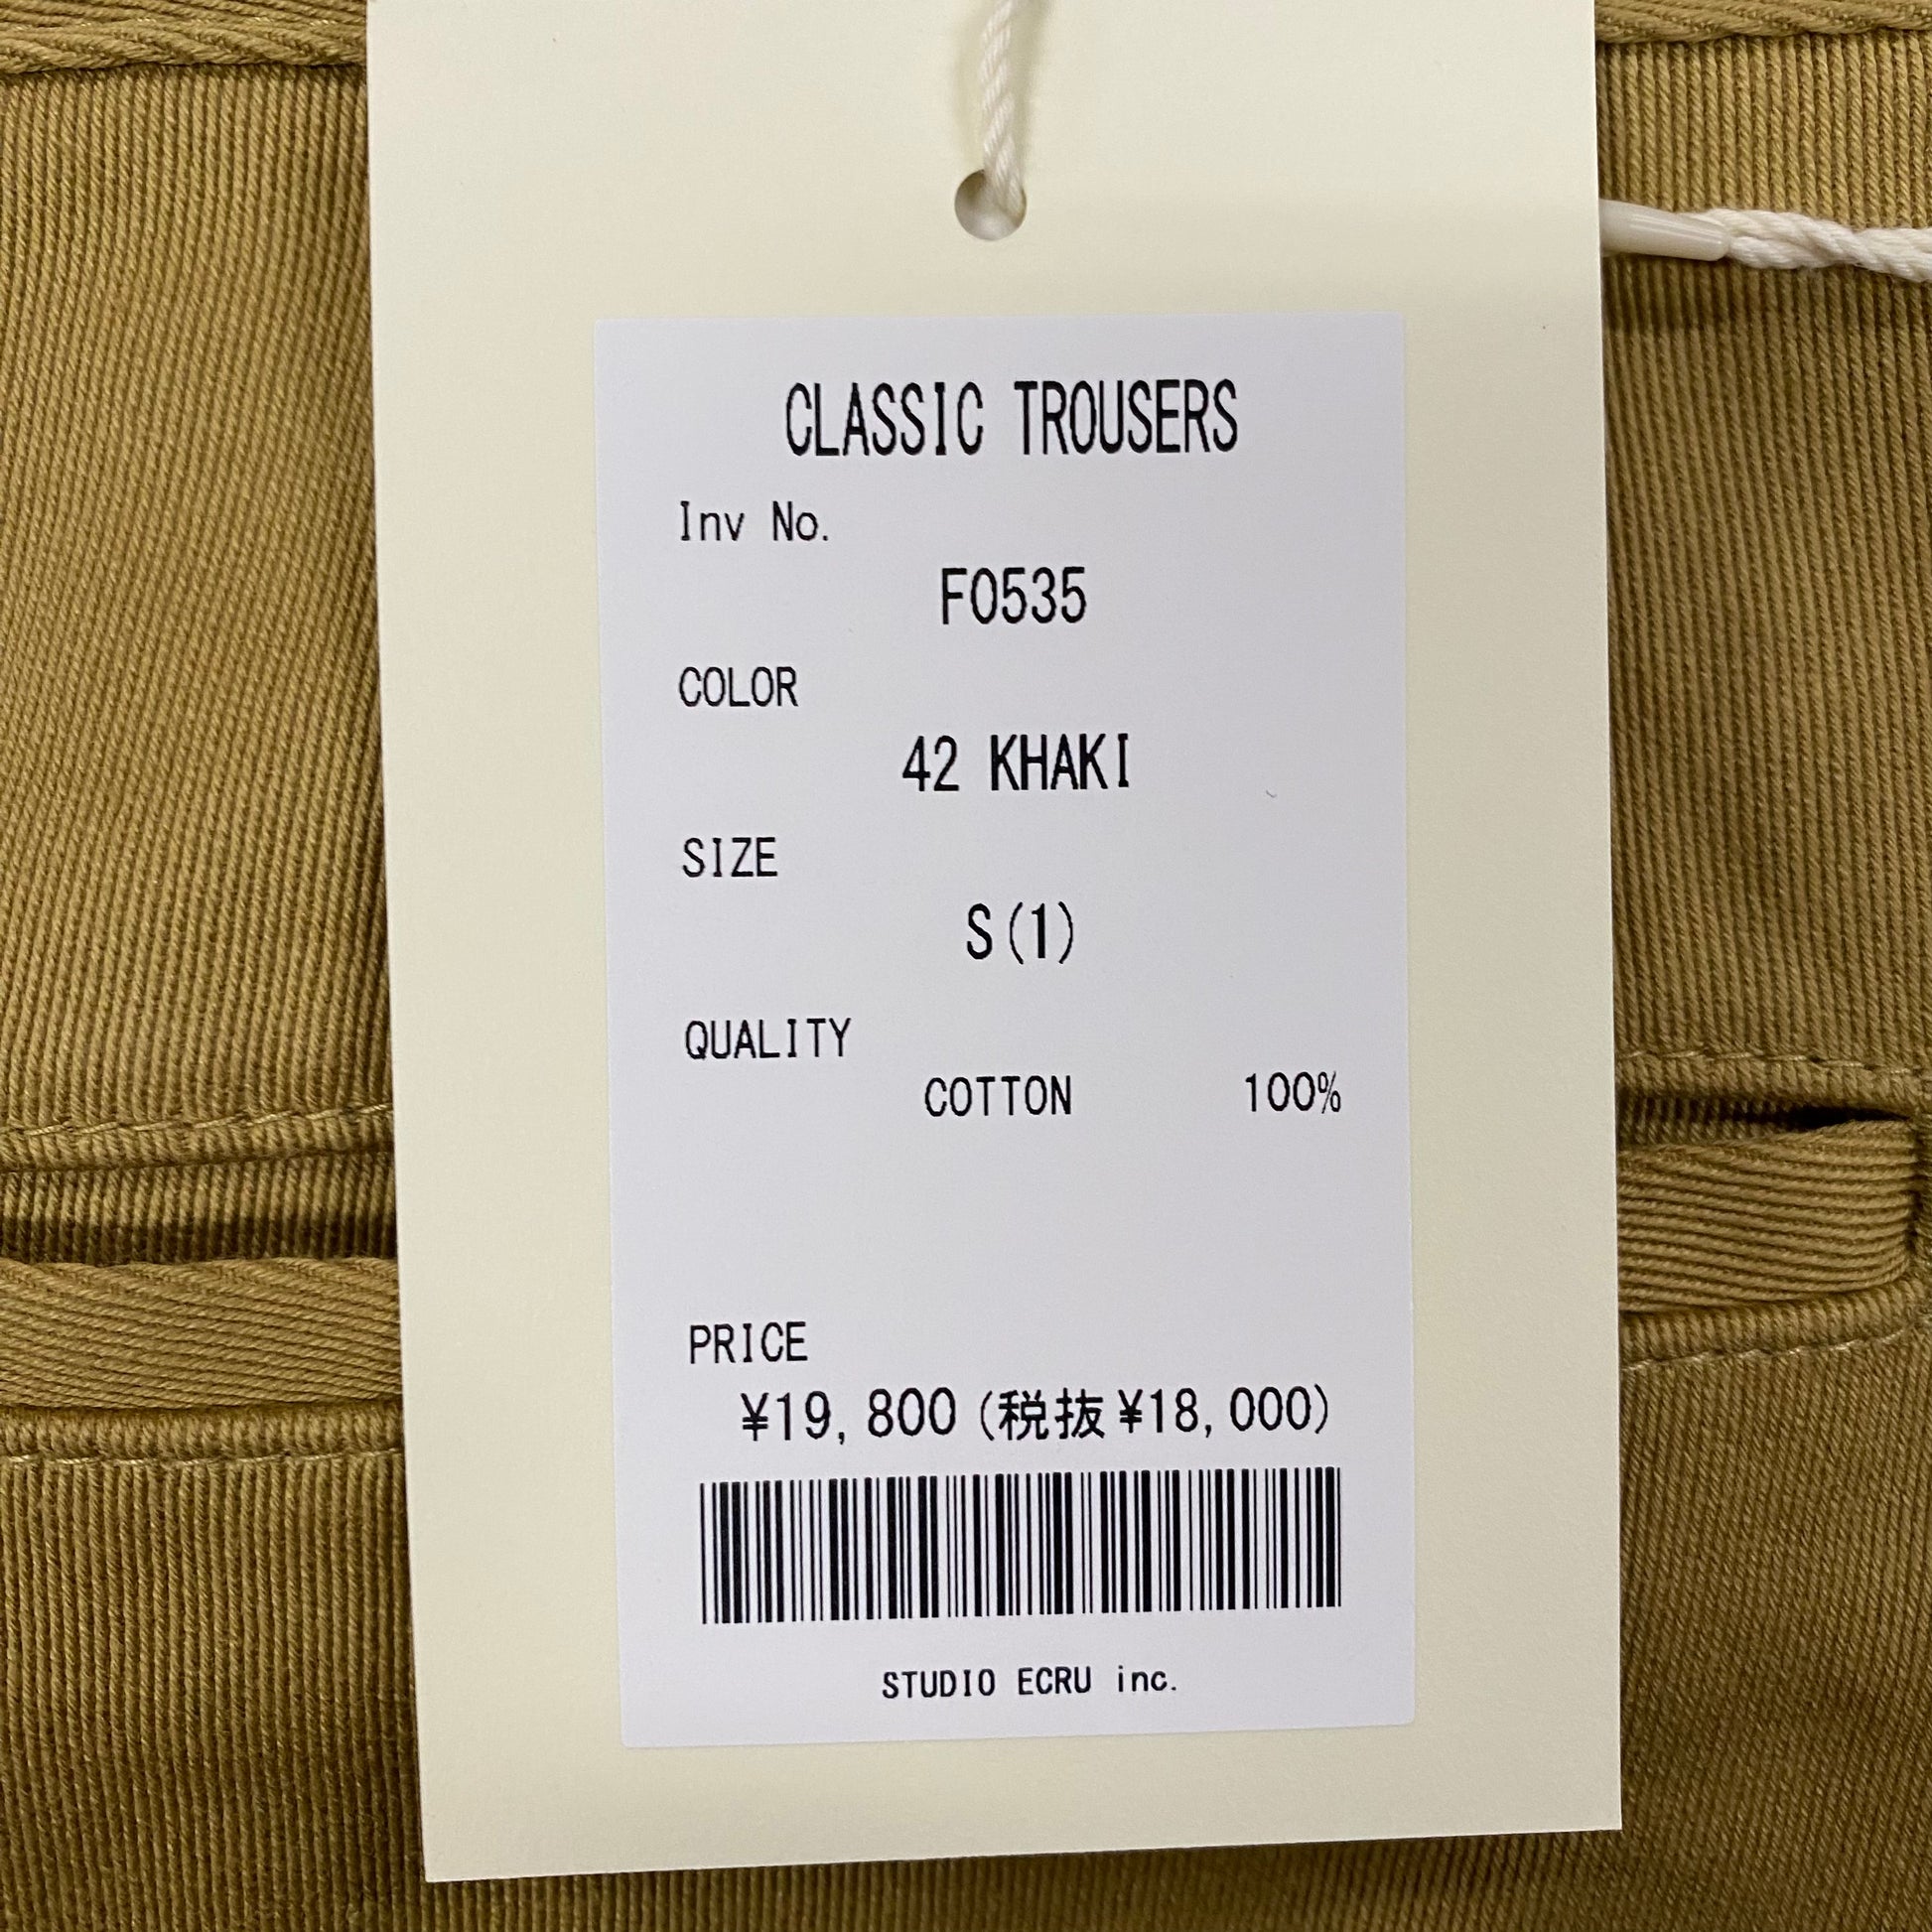 CLASSIC TROUSERS
Inv No.
F0535
COLOR
42 KHAKI
SIZE
S(1)
QUALITY
COTTON 100%
PRICE
¥19,800(税抜¥18,000)
STUDIO ECRU inc.